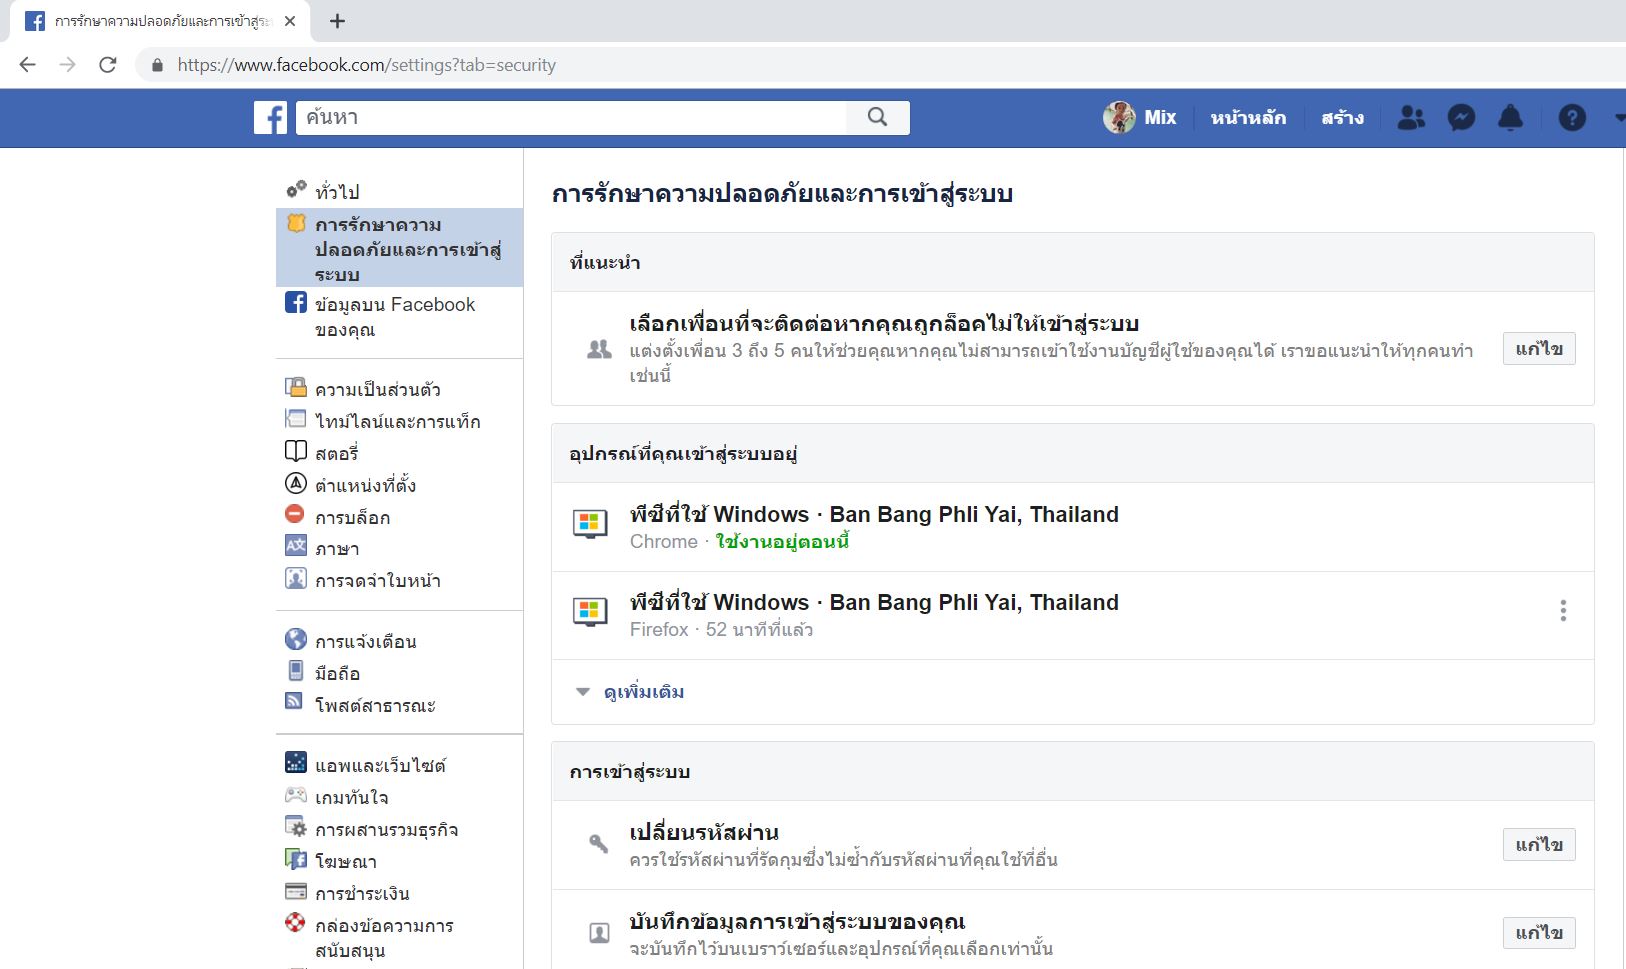 การรักษาความปลอดภัยและการเข้าสู่ระ
https://www.facebook.com/settings?tab=security
ค้นหา
Mix
หน้าหลัก
สร้าง
ทั่วไป
การรักษาความ
ปลอดภัยและการเข้าสู่
ระบบ
ข้อมูลบน Facebook
ของคุณ
ความเป็นส่วนตัว
ไทม์ไลน์และการแท็ก
สตอรี่
ตำแหน่งที่ตั้ง
การบล็อก
ภาษา
การจดจำใบหน้า
การแจ้งเตือน
มือถือ
โพสต์สาธารณะ
แอพและเว็บไซต์
เกมทันใจ
การผสานรวมธุรกิจ
โฆษณา
การชำระเงิน
กล่องข้อความการ
สนับสนุน
การรักษาความปลอดภัยและการเข้าสู่ระบบ
ที่แนะนำ
เลือกเพื่อนที่จะติดต่อหากคุณถูกล็อคไม่ให้เข้าสู่ระบบ
แต่งตั้งเพื่อน 3 ถึง 5 คนให้ช่วยคุณหากคุณไม่สามารถเข้าใช้งานบัญชีผู้ใช้ของคุณได้ เราขอแนะนำให้ทุกคนทำ
เช่นนี้
แก้ไข
อุปกรณ์ที่คุณเข้าสู่ระบบอยู่
พีซีที่ใช้ Windows · Ban Bang Phli Yai, Thailand
Chrome · ใช้งานอยู่ตอนนี้
พีซีที่ใช้ Windows · Ban Bang Phli Yai, Thailand
Firefox · 52 นาทีที่แล้ว
ดูเพิ่มเติม
การเข้าสู่ระบบ
เปลี่ยนรหัสผ่าน
ควรใช้รหัสผ่านที่รัดกุมซึ่งไม่ซ้ำกับรหัสผ่านที่คุณใช้ที่อื่น
แก้ไข
บันทึกข้อมูลการเข้าสู่ระบบของคุณ
จะบันทึกไว้บนเบราว์เซอร์และอุปกรณ์ที่คุณเลือกเท่านั้น
แก้ไข